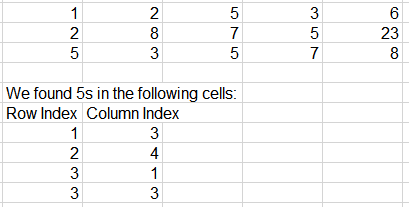 1 2 5 3 6
2 8 7 5 23
5 3 5 7 8
We found 5s in the following cells:
Row Index Column Index
1 3
2 4
3 1
3 3